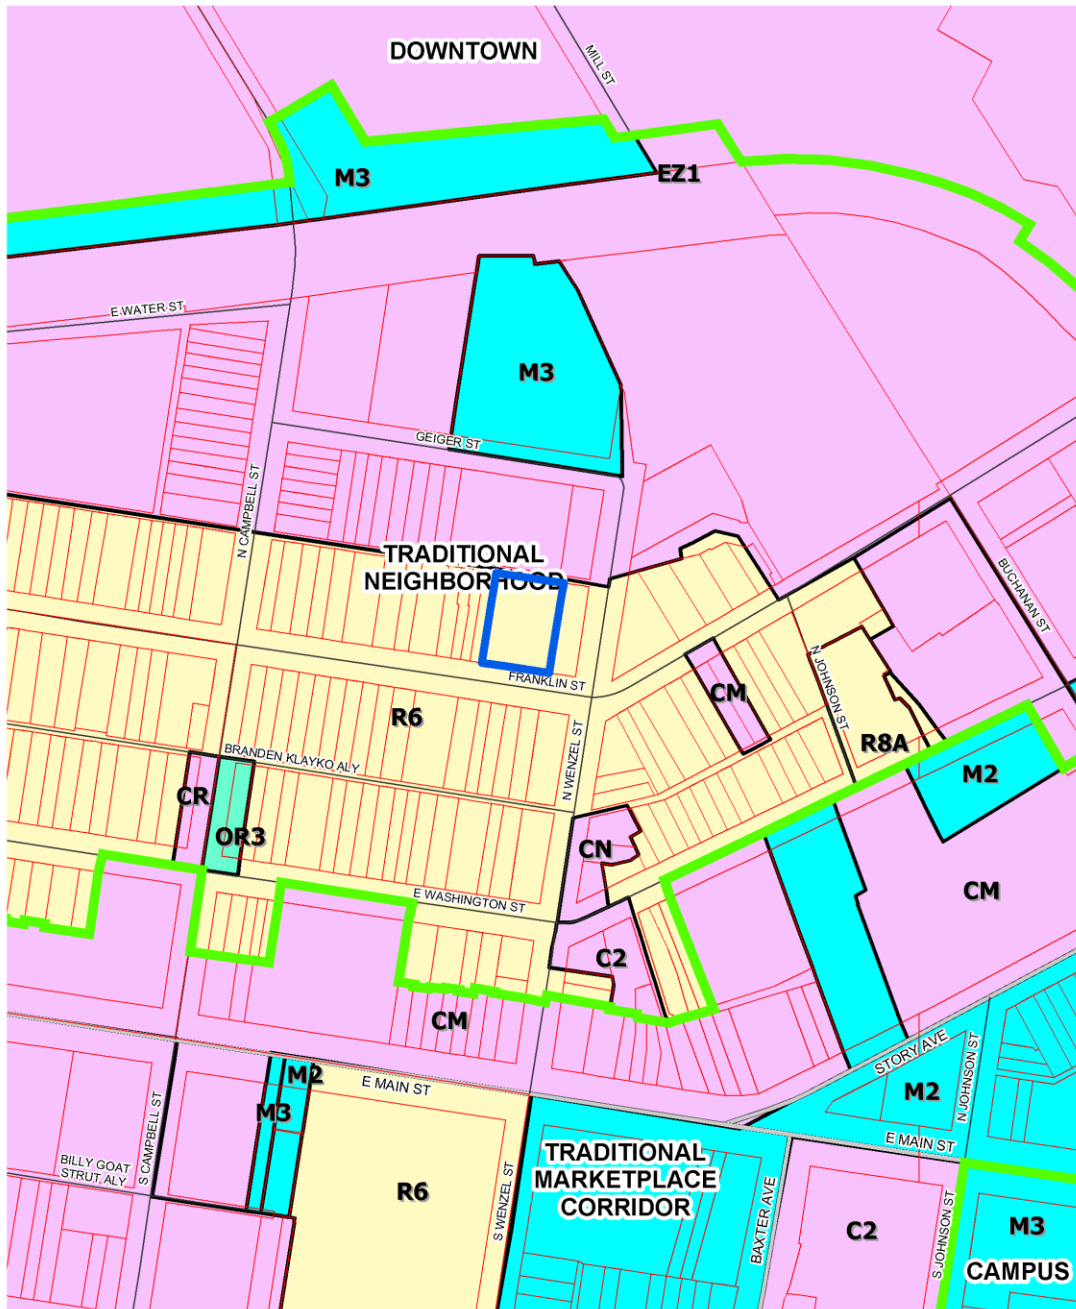 DOWNTOWN
MILL ST
M3
EZ1
E WATER ST
M3
GEIGER ST
N CAMPBELL ST
TRADITIONAL
NEIGHBORHOOD
BUCHANAN ST
FRANKLIN ST
N JOHNSON ST
CM
R6
R8A
BRANDEN KLAYKO ALY
N WENZEL ST
M2
CR
OR3
CN
CM
E WASHINGTON ST
C2
CM
STORY AVE
M2
E MAIN ST
M2
N JOHNSON ST
M3
E MAIN ST
S CAMPBELL ST
BILLY GOAT
STRUT ALY
TRADITIONAL
MARKETPLACE
CORRIDOR
R6
S WENZEL ST
BAXTER AVE
C2
S JOHNSON ST
M3
CAMPUS